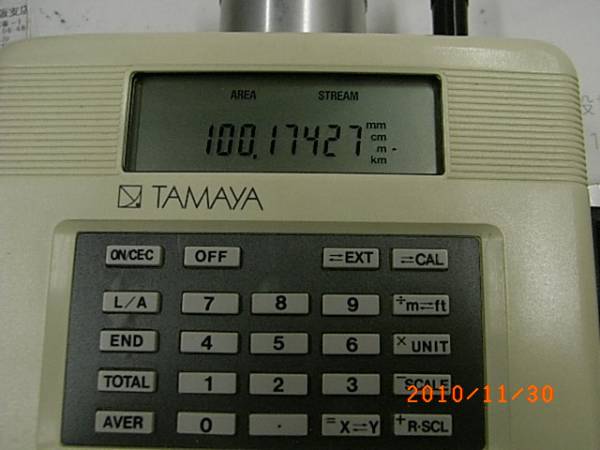 AREA STREAM
100.17427 mm
cm
m -
km
TAMAYA
ON/CEC OFF ⇌EXT ⇌CAL
L/A 7 8 9 ÷m⇌ft
END 4 5 6 ×UNIT
TOTAL 1 2 3 −SCALE
AVER 0 . =X⇌Y +R·SCL
2010/11/30